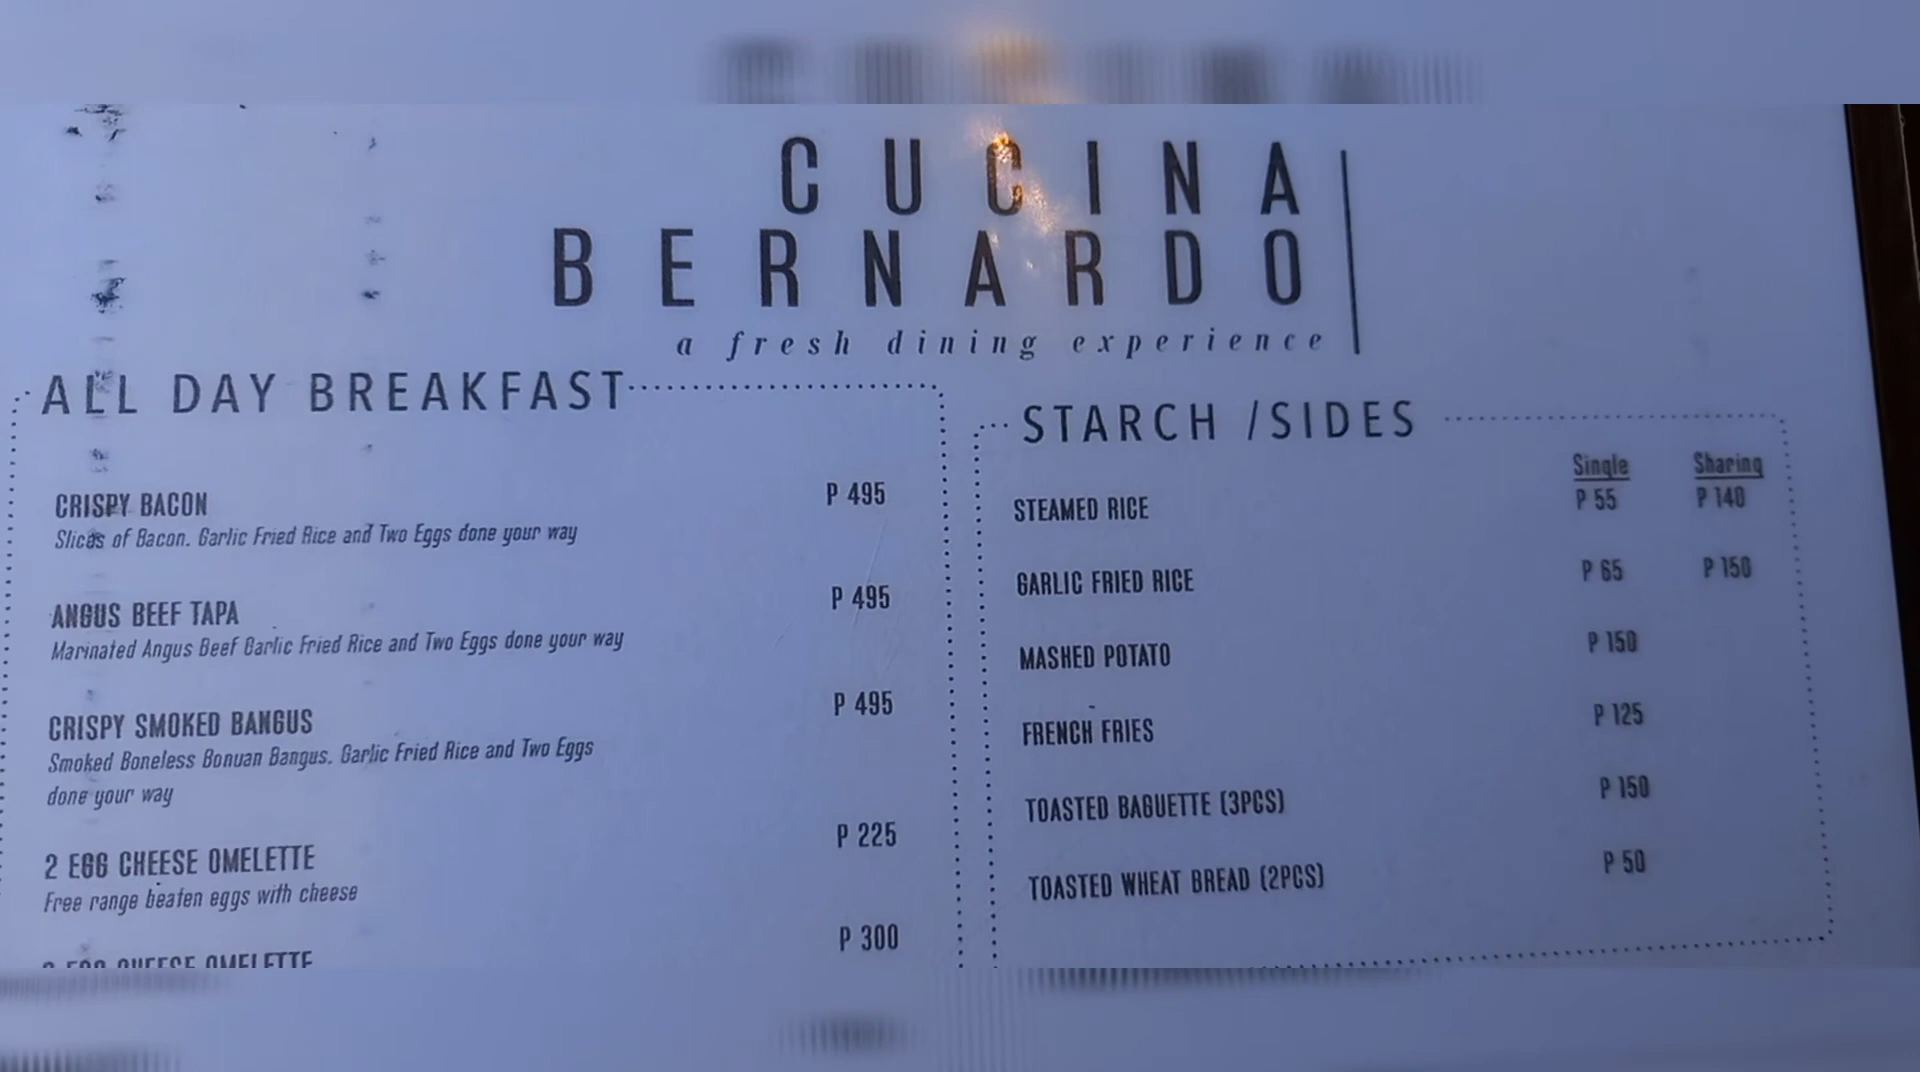 CUCINA
BERNARDO
a fresh dining experience
ALL DAY BREAKFAST
CRISPY BACON P 495
Slices of Bacon. Garlic Fried Rice and Two Eggs done your way
ANGUS BEEF TAPA P 495
Marinated Angus Beef Garlic Fried Rice and Two Eggs done your way
CRISPY SMOKED BANGUS P 495
Smoked Boneless Bonuan Bangus. Garlic Fried Rice and Two Eggs
done your way
2 EGG CHEESE OMELETTE P 225
Free range beaten eggs with cheese
EGG CHEESE OMELETTE P 300
STARCH /SIDES
Single Sharing
STEAMED RICE P 55 P 140
GARLIC FRIED RICE P 65 P 150
MASHED POTATO P 150
FRENCH FRIES P 125
TOASTED BAGUETTE (3PCS) P 150
TOASTED WHEAT BREAD (2PCS) P 50